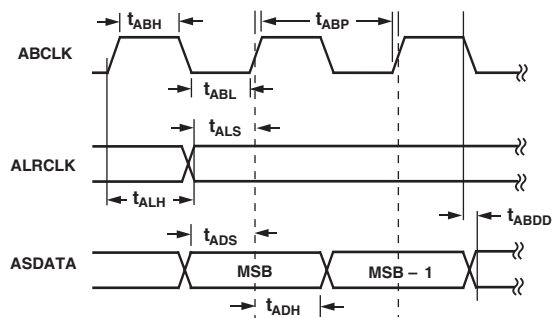 tABH
tABP
ABCLK
tABL
tALS
ALRCLK
tALH
tABDD
tADS
ASDATA
MSB
MSB – 1
tADH